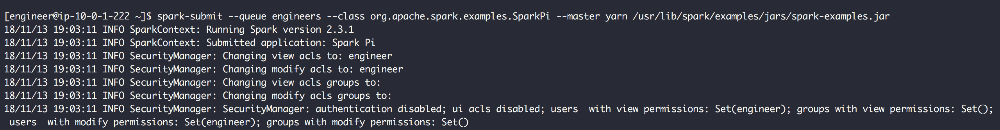 [engineer@ip-10-0-1-222 ~]$ spark-submit --queue engineers --class org.apache.spark.examples.SparkPi --master yarn /usr/lib/spark/examples/jars/spark-examples.jar
18/11/13 19:03:11 INFO SparkContext: Running Spark version 2.3.1
18/11/13 19:03:11 INFO SparkContext: Submitted application: Spark Pi
18/11/13 19:03:11 INFO SecurityManager: Changing view acls to: engineer
18/11/13 19:03:11 INFO SecurityManager: Changing modify acls to: engineer
18/11/13 19:03:11 INFO SecurityManager: Changing view acls groups to:
18/11/13 19:03:11 INFO SecurityManager: Changing modify acls groups to:
18/11/13 19:03:11 INFO SecurityManager: SecurityManager: authentication disabled; ui acls disabled; users  with view permissions: Set(engineer); groups with view permissions: Set();
 users  with modify permissions: Set(engineer); groups with modify permissions: Set()